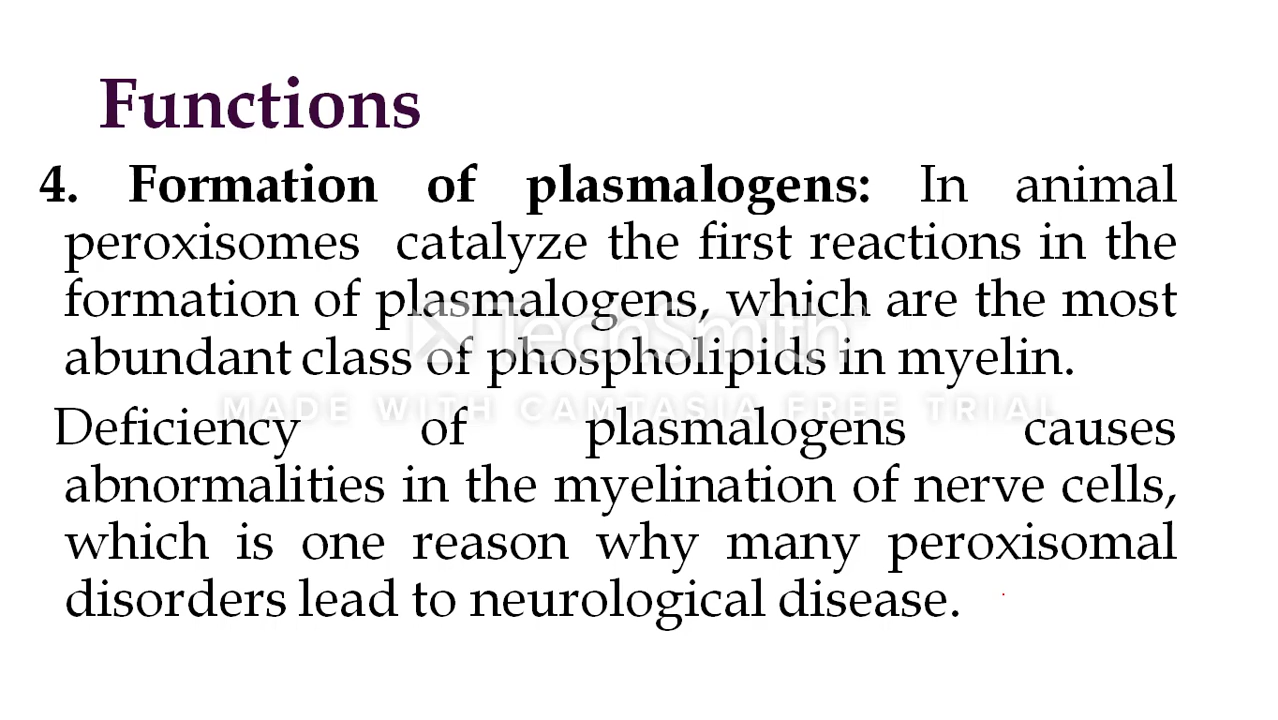 Functions
4. Formation of plasmalogens: In animal
peroxisomes catalyze the first reactions in the
formation of plasmalogens, which are the most
abundant class of phospholipids in myelin.
TechSmith
MADE WITH CAMTASIA FREE TRIAL
Deficiency of plasmalogens causes
abnormalities in the myelination of nerve cells,
which is one reason why many peroxisomal
disorders lead to neurological disease.